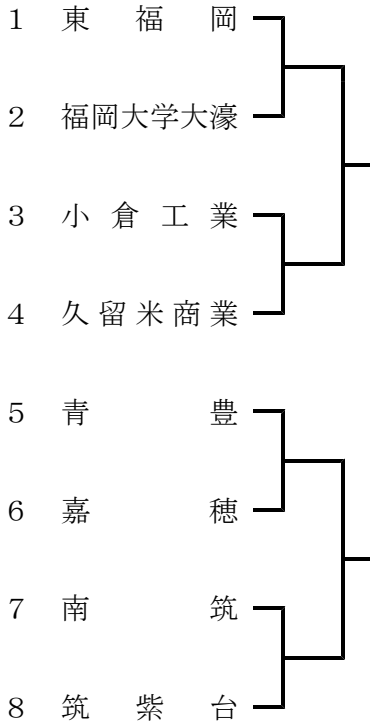 1 東福岡
2 福岡大学大濠
3 小倉工業
4 久留米商業
5 青豊
6 嘉穂
7 南筑
8 筑紫台